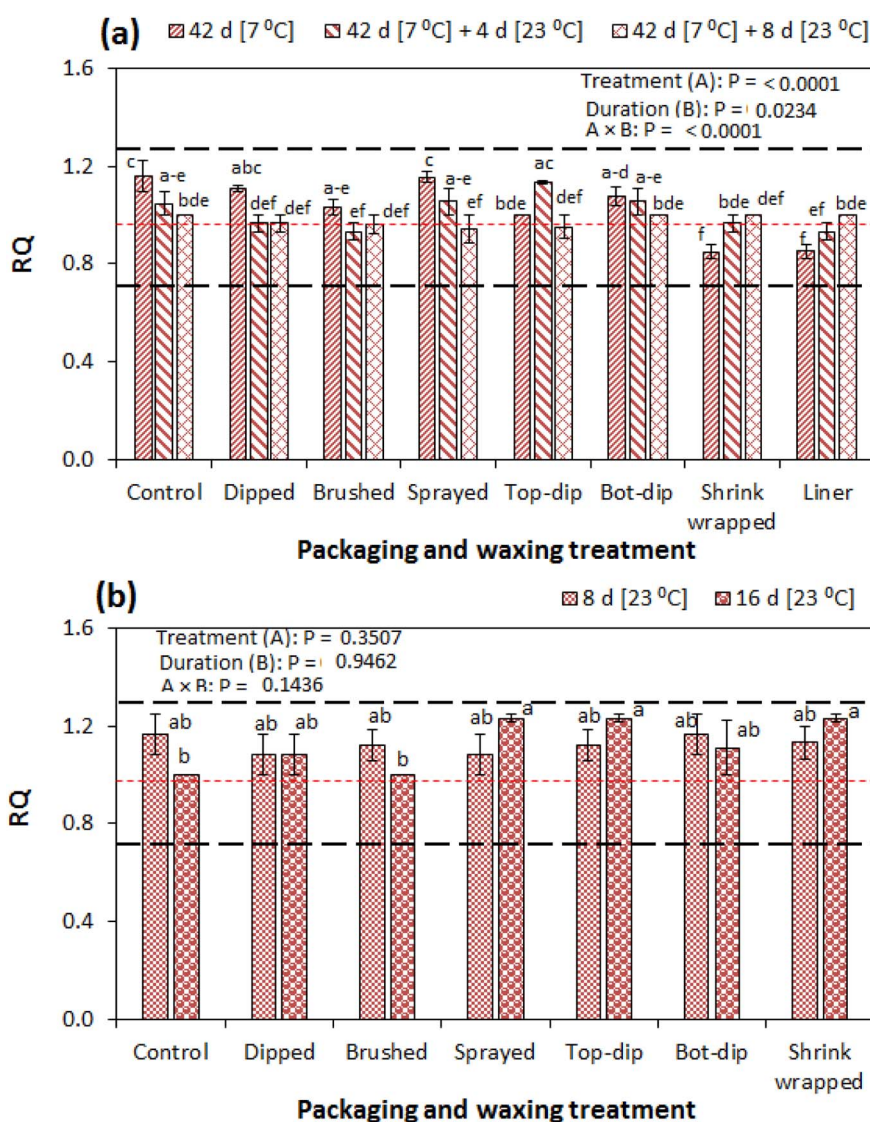 (a) 42 d [7 ⁰C] 42 d [7 ⁰C] + 4 d [23 ⁰C] 42 d [7 ⁰C] + 8 d [23 ⁰C]
1.6
Treatment (A): P = <0.0001
Duration (B): P = 0.0234
A × B: P = <0.0001
1.2
c a-e bde abc def def a-e ef def c a-e ef bde ac def a-d a-e bde f bde def f ef bde
0.8
0.4
0.0
RQ
Control Dipped Brushed Sprayed Top-dip Bot-dip Shrink Liner
wrapped
Packaging and waxing treatment
(b) 8 d [23 ⁰C] 16 d [23 ⁰C]
1.6
Treatment (A): P = 0.3507
Duration (B): P = 0.9462
A × B: P = 0.1436
1.2
ab b ab ab ab b ab a ab a ab ab ab a
0.8
0.4
0.0
RQ
Control Dipped Brushed Sprayed Top-dip Bot-dip Shrink
wrapped
Packaging and waxing treatment